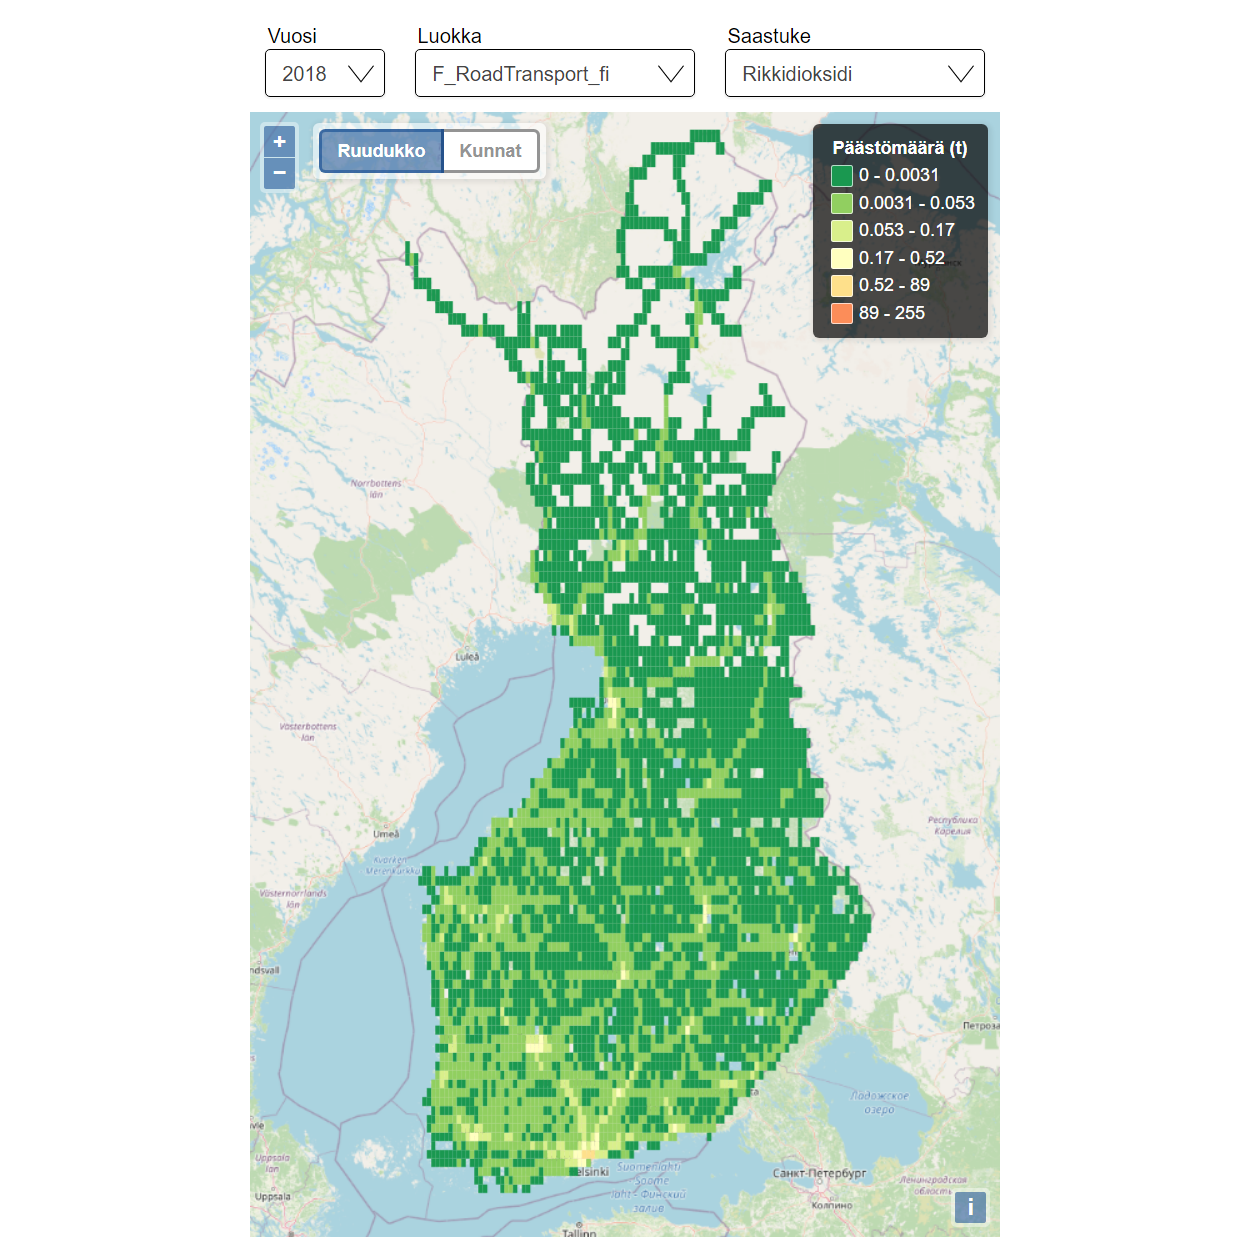 Vuosi
Luokka
Saastuke
2018
F_RoadTransport_fi
Rikkidioksidi
+
−
Ruudukko
Kunnat
Päästömäärä (t)
0 - 0.0031
0.0031 - 0.053
0.053 - 0.17
0.17 - 0.52
0.52 - 89
89 - 255
Norrbottens
län
Luleå
Västerbottens
län
Umeå
Kvarken
Merenkurkku
Västernorrlands
län
ndsvall
Республика
Карелия
Петроза
Ладожское
озеро
Uppsala
län
Uppsala
elsinki
Suomenlahti
Soome
laht - Финский
залив
Tallinn
Санкт-Петербург
Колпино
Ленинградская
область
i